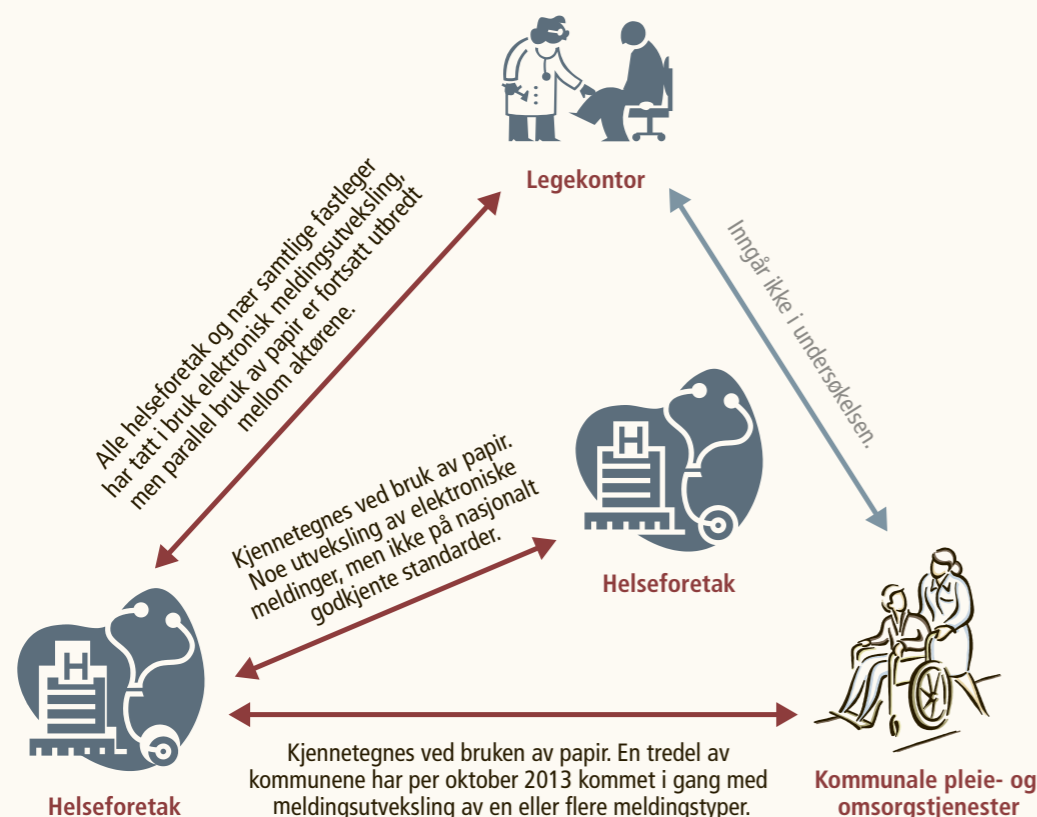 Legekontor
Alle helseforetak og nær samtlige fastleger
har tatt i bruk elektronisk meldingsutveksling,
men parallel bruk av papir er fortsatt utbredt
mellom aktørene.
Inngår ikke i undersøkelsen.
Kjennetegnes ved bruk av papir.
Noe utveksling av elektroniske
meldinger, men ikke på nasjonalt
godkjente standarder.
H
Helseforetak
H
Helseforetak
Kjennetegnes ved bruken av papir. En tredel av
kommunene har per oktober 2013 kommet i gang med
meldingsutveksling av en eller flere meldingstyper.
Kommunale pleie- og
omsorgstjenester